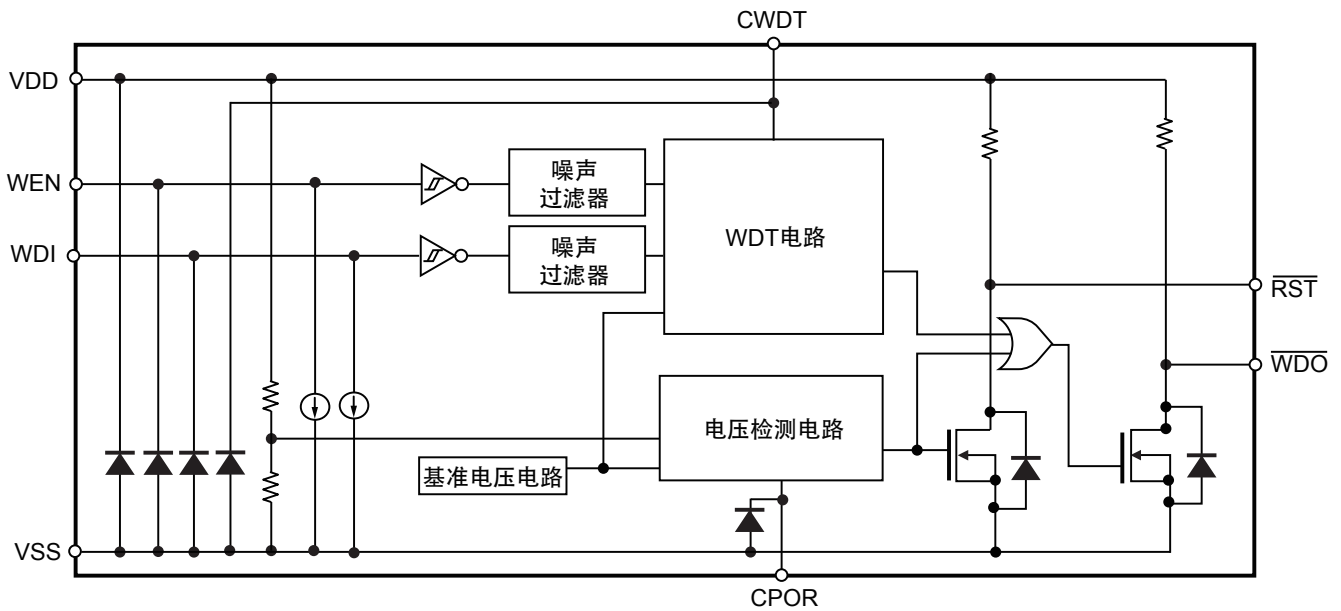 CWDT
VDD
WEN
噪声
过滤器
WDI
噪声
过滤器
WDT电路
RST
WDO
电压检测电路
基准电压电路
VSS
CPOR